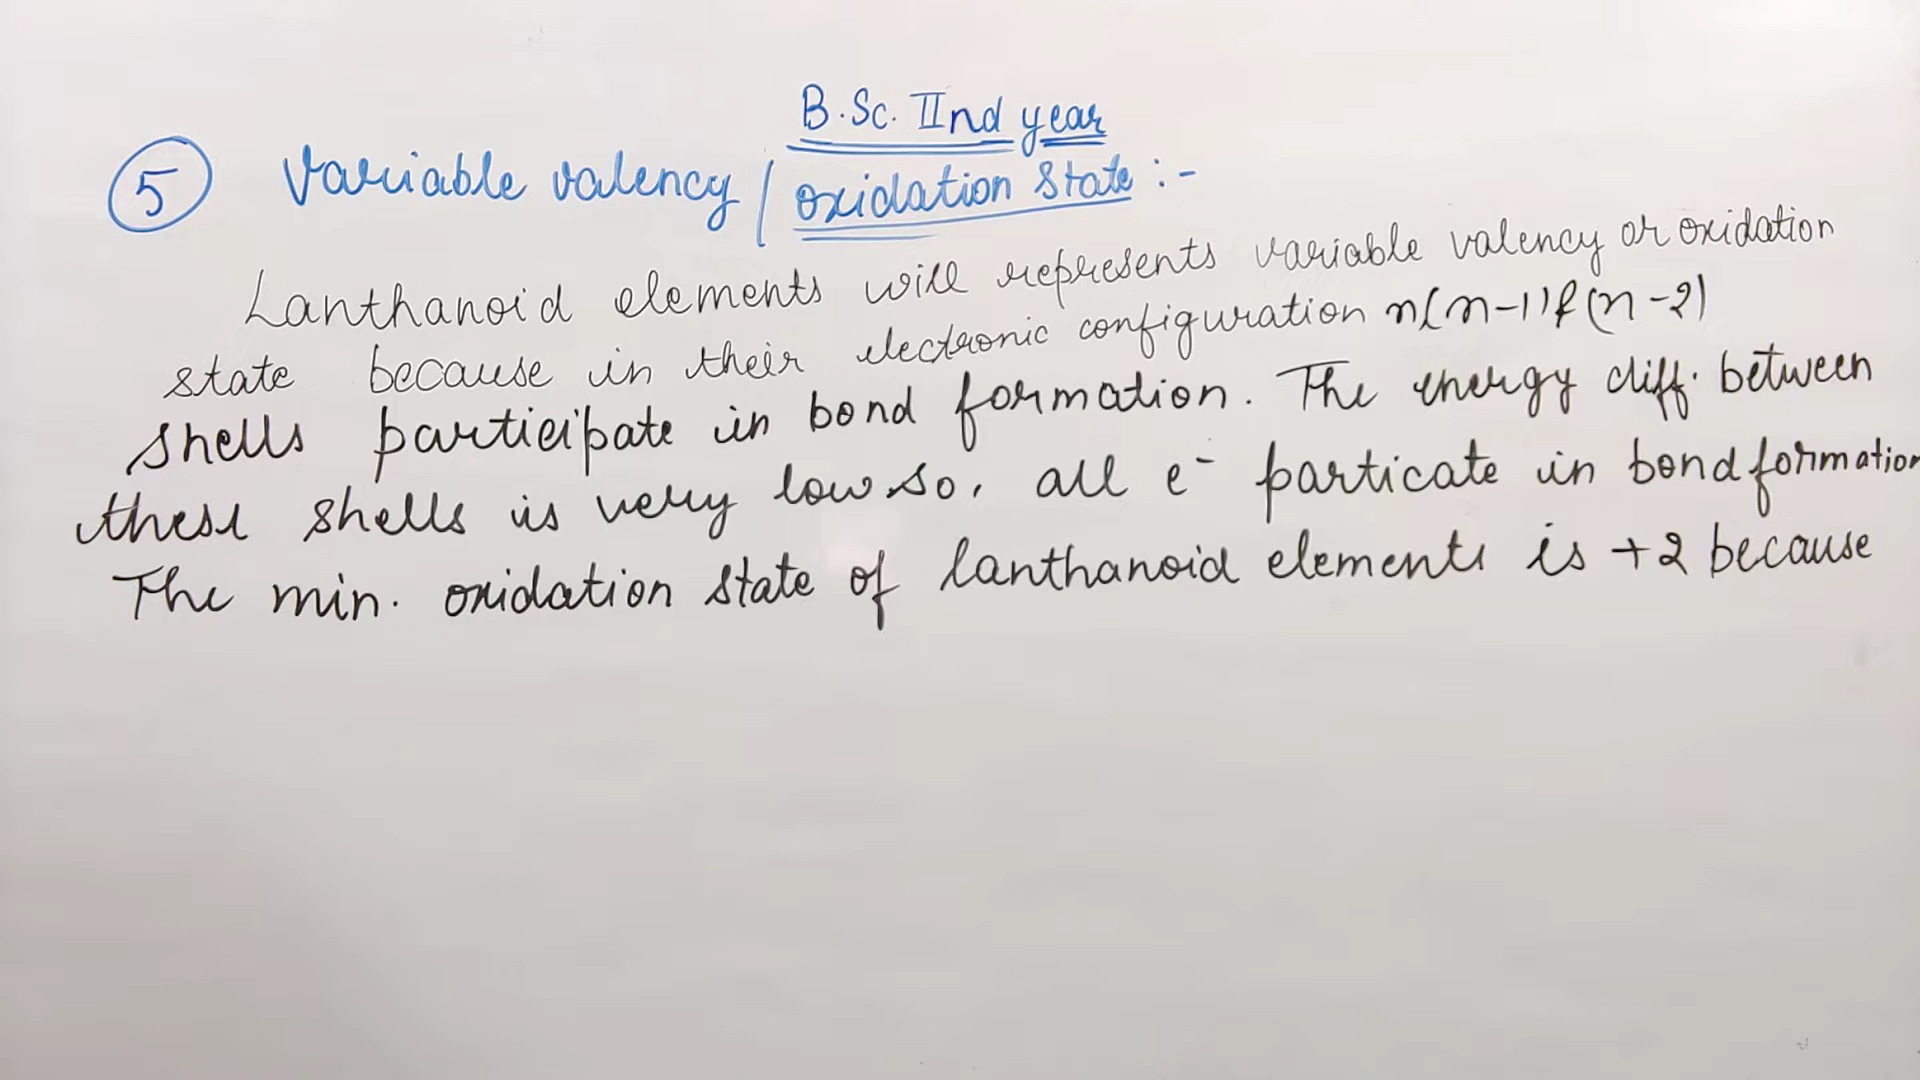 B.Sc. IInd year
5 Variable valency / oxidation state :-
Lanthanoid elements will represents variable valency or oxidation
state because in their electronic configuration n(n-1) & (n-2)
shells participate in bond formation. The energy diff. between
these shells is very low so, all e⁻ particate in bond formation
The min. oxidation state of lanthanoid elements is +2 because